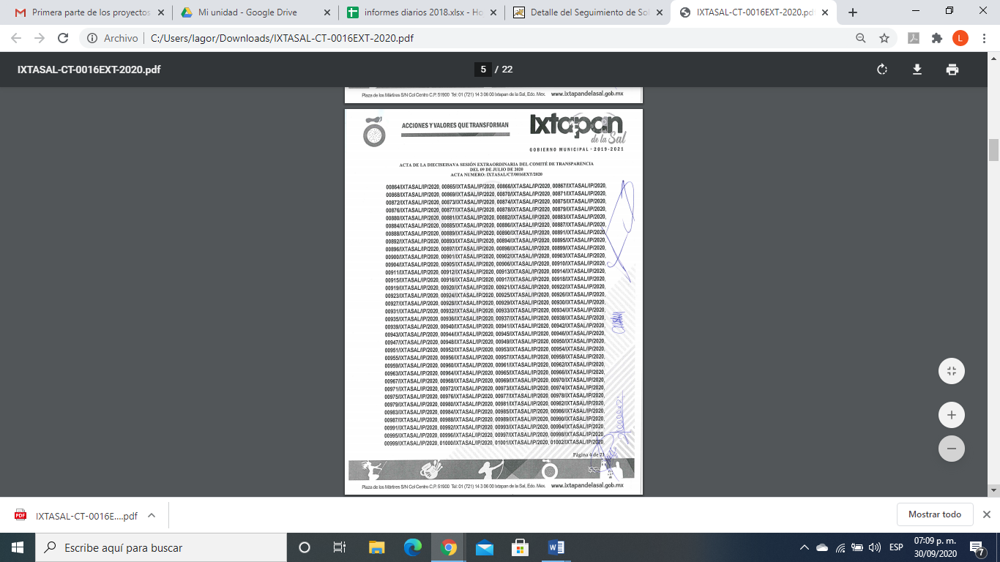 Primera parte de los proyectos
Mi unidad - Google Drive
informes diarios 2018.xlsx - Ho
Detalle del Seguimiento de Sol
IXTASAL-CT-0016EXT-2020.pdf
Archivo C:/Users/lagor/Downloads/IXTASAL-CT-0016EXT-2020.pdf
L
IXTASAL-CT-0016EXT-2020.pdf
5 / 22
Plaza de los Mártires S/N Col Centro C.P. 51900 Tel: 01 (721) 14 3 06 00 Ixtapan de la Sal, Edo. Mex. www.ixtapandelasal.gob.mx
ACCIONES Y VALORES QUE TRANSFORMAN
Ixtapan
de la Sal
GOBIERNO MUNICIPAL - 2019-2021
ACTA DE LA DIECISEISAVA SESIÓN EXTRAORDINARIA DEL COMITÉ DE TRANSPARENCIA
DEL 09 DE JULIO DE 2020
ACTA NUMERO: IXTASAL/CT/0016EXT/2020
00864/IXTASAL/IP/2020, 00865/IXTASAL/IP/2020, 00866/IXTASAL/IP/2020, 00867/IXTASAL/IP/2020,
00868/IXTASAL/IP/2020, 00869/IXTASAL/IP/2020, 00870/IXTASAL/IP/2020, 00871/IXTASAL/IP/2020,
00872/IXTASAL/IP/2020, 00873/IXTASAL/IP/2020, 00874/IXTASAL/IP/2020, 00875/IXTASAL/IP/2020,
00876/IXTASAL/IP/2020, 00877/IXTASAL/IP/2020, 00878/IXTASAL/IP/2020, 00879/IXTASAL/IP/2020,
00880/IXTASAL/IP/2020, 00881/IXTASAL/IP/2020, 00882/IXTASAL/IP/2020, 00883/IXTASAL/IP/2020,
00884/IXTASAL/IP/2020, 00885/IXTASAL/IP/2020, 00886/IXTASAL/IP/2020, 00887/IXTASAL/IP/2020,
00888/IXTASAL/IP/2020, 00889/IXTASAL/IP/2020, 00890/IXTASAL/IP/2020, 00891/IXTASAL/IP/2020,
00892/IXTASAL/IP/2020, 00893/IXTASAL/IP/2020, 00894/IXTASAL/IP/2020, 00895/IXTASAL/IP/2020,
00896/IXTASAL/IP/2020, 00897/IXTASAL/IP/2020, 00898/IXTASAL/IP/2020, 00899/IXTASAL/IP/2020,
00900/IXTASAL/IP/2020, 00901/IXTASAL/IP/2020, 00902/IXTASAL/IP/2020, 00903/IXTASAL/IP/2020,
00904/IXTASAL/IP/2020, 00905/IXTASAL/IP/2020, 00906/IXTASAL/IP/2020, 00910/IXTASAL/IP/2020,
00911/IXTASAL/IP/2020, 00912/IXTASAL/IP/2020, 00913/IXTASAL/IP/2020, 00914/IXTASAL/IP/2020,
00915/IXTASAL/IP/2020, 00916/IXTASAL/IP/2020, 00917/IXTASAL/IP/2020, 00918/IXTASAL/IP/2020,
00919/IXTASAL/IP/2020, 00920/IXTASAL/IP/2020, 00921/IXTASAL/IP/2020, 00922/IXTASAL/IP/2020,
00923/IXTASAL/IP/2020, 00924/IXTASAL/IP/2020, 00925/IXTASAL/IP/2020, 00926/IXTASAL/IP/2020,
00927/IXTASAL/IP/2020, 00928/IXTASAL/IP/2020, 00929/IXTASAL/IP/2020, 00930/IXTASAL/IP/2020,
00931/IXTASAL/IP/2020, 00932/IXTASAL/IP/2020, 00933/IXTASAL/IP/2020, 00934/IXTASAL/IP/2020,
00935/IXTASAL/IP/2020, 00936/IXTASAL/IP/2020, 00937/IXTASAL/IP/2020, 00938/IXTASAL/IP/2020,
00939/IXTASAL/IP/2020, 00940/IXTASAL/IP/2020, 00941/IXTASAL/IP/2020, 00942/IXTASAL/IP/2020,
00943/IXTASAL/IP/2020, 00944/IXTASAL/IP/2020, 00945/IXTASAL/IP/2020, 00946/IXTASAL/IP/2020,
00947/IXTASAL/IP/2020, 00948/IXTASAL/IP/2020, 00949/IXTASAL/IP/2020, 00950/IXTASAL/IP/2020,
00951/IXTASAL/IP/2020, 00952/IXTASAL/IP/2020, 00953/IXTASAL/IP/2020, 00954/IXTASAL/IP/2020,
00955/IXTASAL/IP/2020, 00956/IXTASAL/IP/2020, 00957/IXTASAL/IP/2020, 00958/IXTASAL/IP/2020,
00959/IXTASAL/IP/2020, 00960/IXTASAL/IP/2020, 00961/IXTASAL/IP/2020, 00962/IXTASAL/IP/2020,
00963/IXTASAL/IP/2020, 00964/IXTASAL/IP/2020, 00965/IXTASAL/IP/2020, 00966/IXTASAL/IP/2020,
00967/IXTASAL/IP/2020, 00968/IXTASAL/IP/2020, 00969/IXTASAL/IP/2020, 00970/IXTASAL/IP/2020,
00971/IXTASAL/IP/2020, 00972/IXTASAL/IP/2020, 00973/IXTASAL/IP/2020, 00974/IXTASAL/IP/2020,
00975/IXTASAL/IP/2020, 00976/IXTASAL/IP/2020, 00977/IXTASAL/IP/2020, 00978/IXTASAL/IP/2020,
00979/IXTASAL/IP/2020, 00980/IXTASAL/IP/2020, 00981/IXTASAL/IP/2020, 00982/IXTASAL/IP/2020,
00983/IXTASAL/IP/2020, 00984/IXTASAL/IP/2020, 00985/IXTASAL/IP/2020, 00986/IXTASAL/IP/2020,
00987/IXTASAL/IP/2020, 00988/IXTASAL/IP/2020, 00989/IXTASAL/IP/2020, 00990/IXTASAL/IP/2020,
00991/IXTASAL/IP/2020, 00992/IXTASAL/IP/2020, 00993/IXTASAL/IP/2020, 00994/IXTASAL/IP/2020,
00995/IXTASAL/IP/2020, 00996/IXTASAL/IP/2020, 00997/IXTASAL/IP/2020, 00998/IXTASAL/IP/2020,
00999/IXTASAL/IP/2020, 01000/IXTASAL/IP/2020, 01001/IXTASAL/IP/2020, 01002/IXTASAL/IP/2020,
Página 4 de 21
Plaza de los Mártires S/N Col Centro C.P. 51900 Tel: 01 (721) 14 3 06 00 Ixtapan de la Sal, Edo. Mex. www.ixtapandelasal.gob.mx
IXTASAL-CT-0016E....pdf
Mostrar todo
Escribe aquí para buscar
ESP
07:09 p. m.
30/09/2020
7